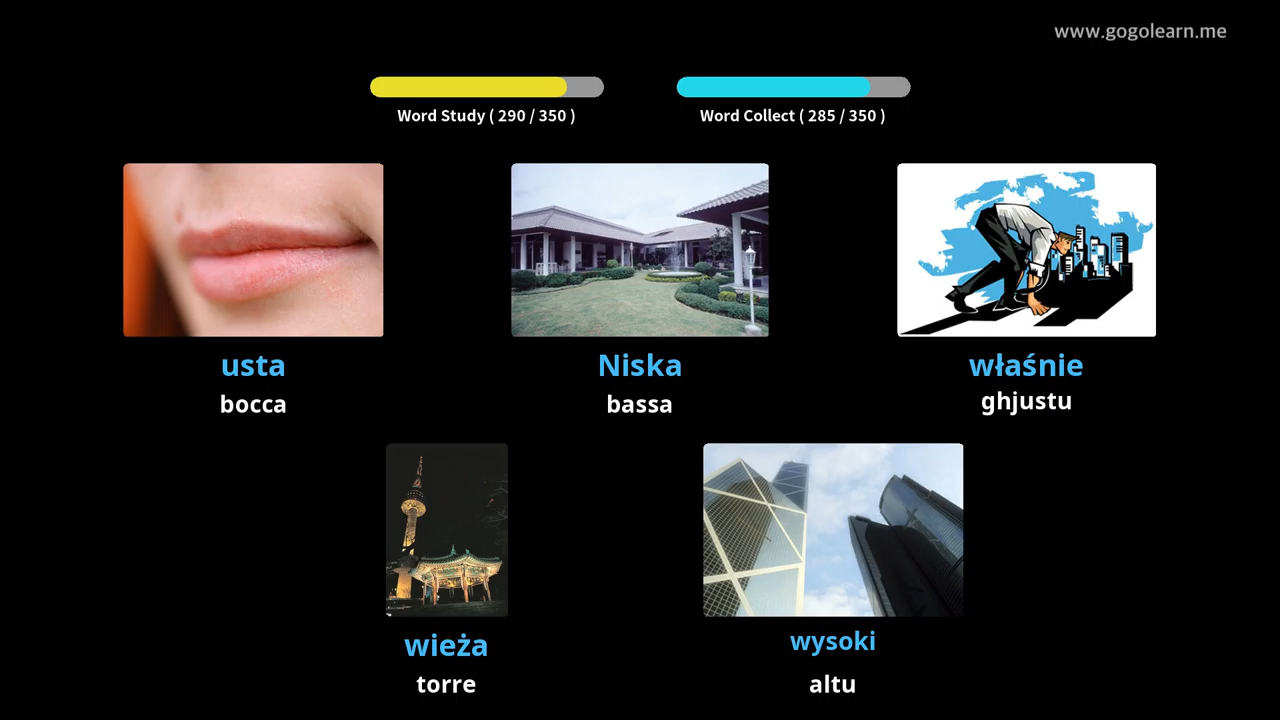 www.gogolearn.me
Word Study ( 290 / 350 )
Word Collect ( 285 / 350 )
usta
bocca
Niska
bassa
właśnie
ghjustu
wieża
torre
wysoki
altu